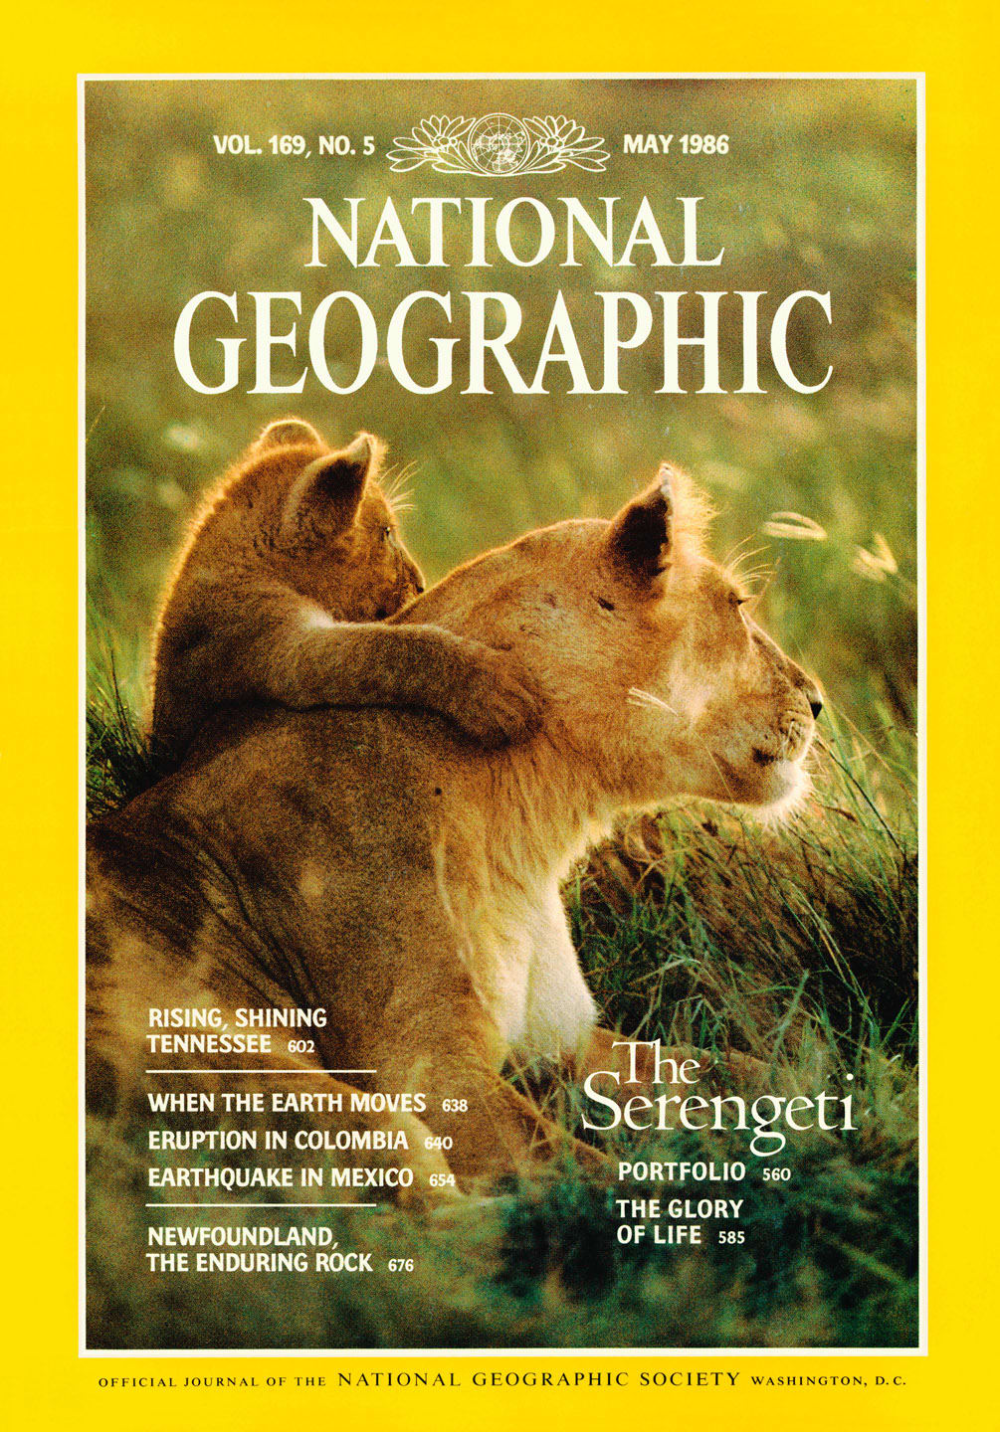 VOL. 169, NO. 5 MAY 1986
NATIONAL
GEOGRAPHIC
RISING, SHINING
TENNESSEE 602
WHEN THE EARTH MOVES 638
ERUPTION IN COLOMBIA 640
EARTHQUAKE IN MEXICO 654
NEWFOUNDLAND,
THE ENDURING ROCK 676
The
Serengeti
PORTFOLIO 560
THE GLORY
OF LIFE 585
OFFICIAL JOURNAL OF THE NATIONAL GEOGRAPHIC SOCIETY WASHINGTON, D.C.